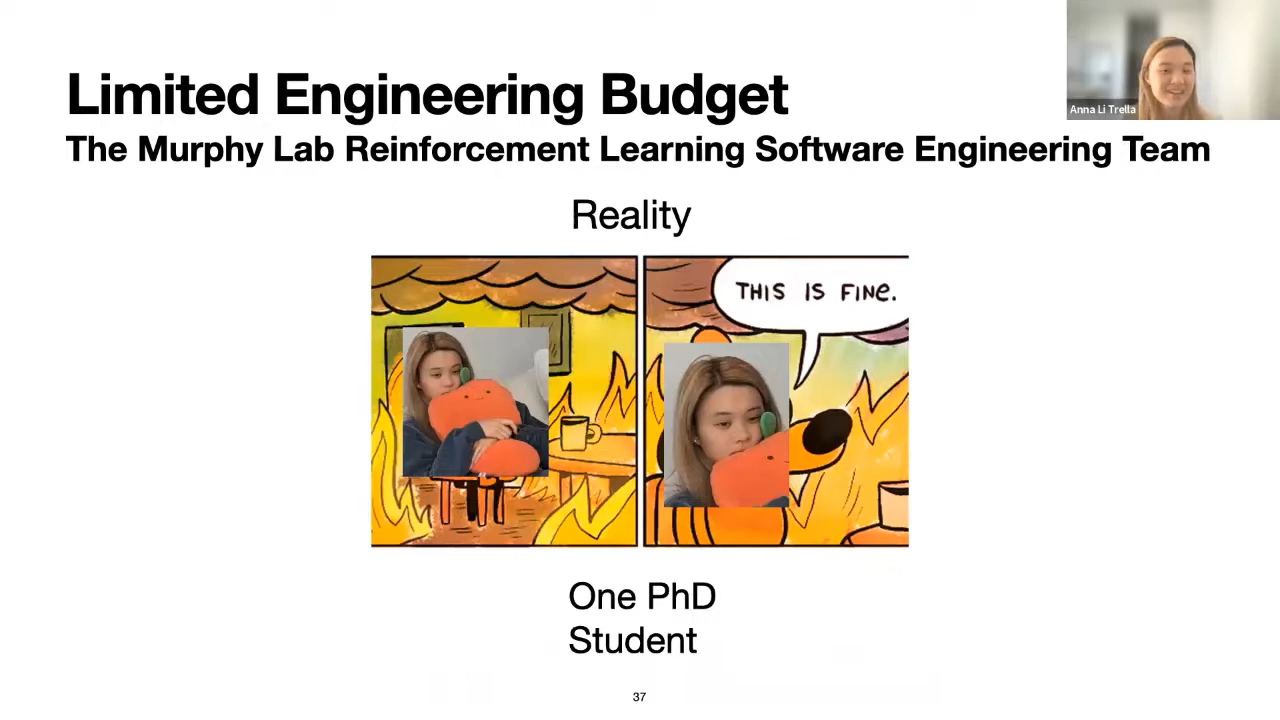 Limited Engineering Budget
Anna Li Trella
The Murphy Lab Reinforcement Learning Software Engineering Team
Reality
THIS IS FINE.
One PhD
Student
37